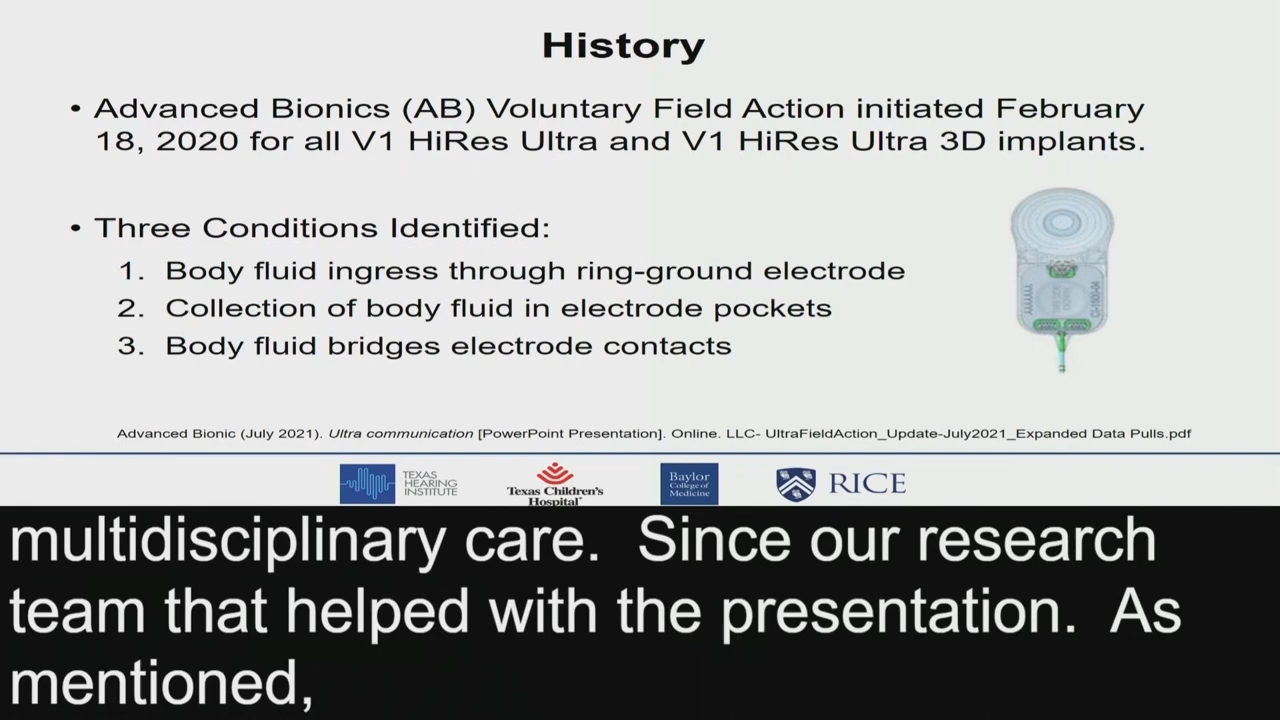 History
• Advanced Bionics (AB) Voluntary Field Action initiated February
18, 2020 for all V1 HiRes Ultra and V1 HiRes Ultra 3D implants.
• Three Conditions Identified:
1. Body fluid ingress through ring-ground electrode
2. Collection of body fluid in electrode pockets
3. Body fluid bridges electrode contacts
Advanced Bionic (July 2021). Ultra communication [PowerPoint Presentation]. Online. LLC- UltraFieldAction_Update-July2021_Expanded Data Pulls.pdf
TEXAS
HEARING
INSTITUTE
Texas Children's
Hospital
Baylor
College of
Medicine
RICE
multidisciplinary care.  Since our research
team that helped with the presentation.  As
mentioned,